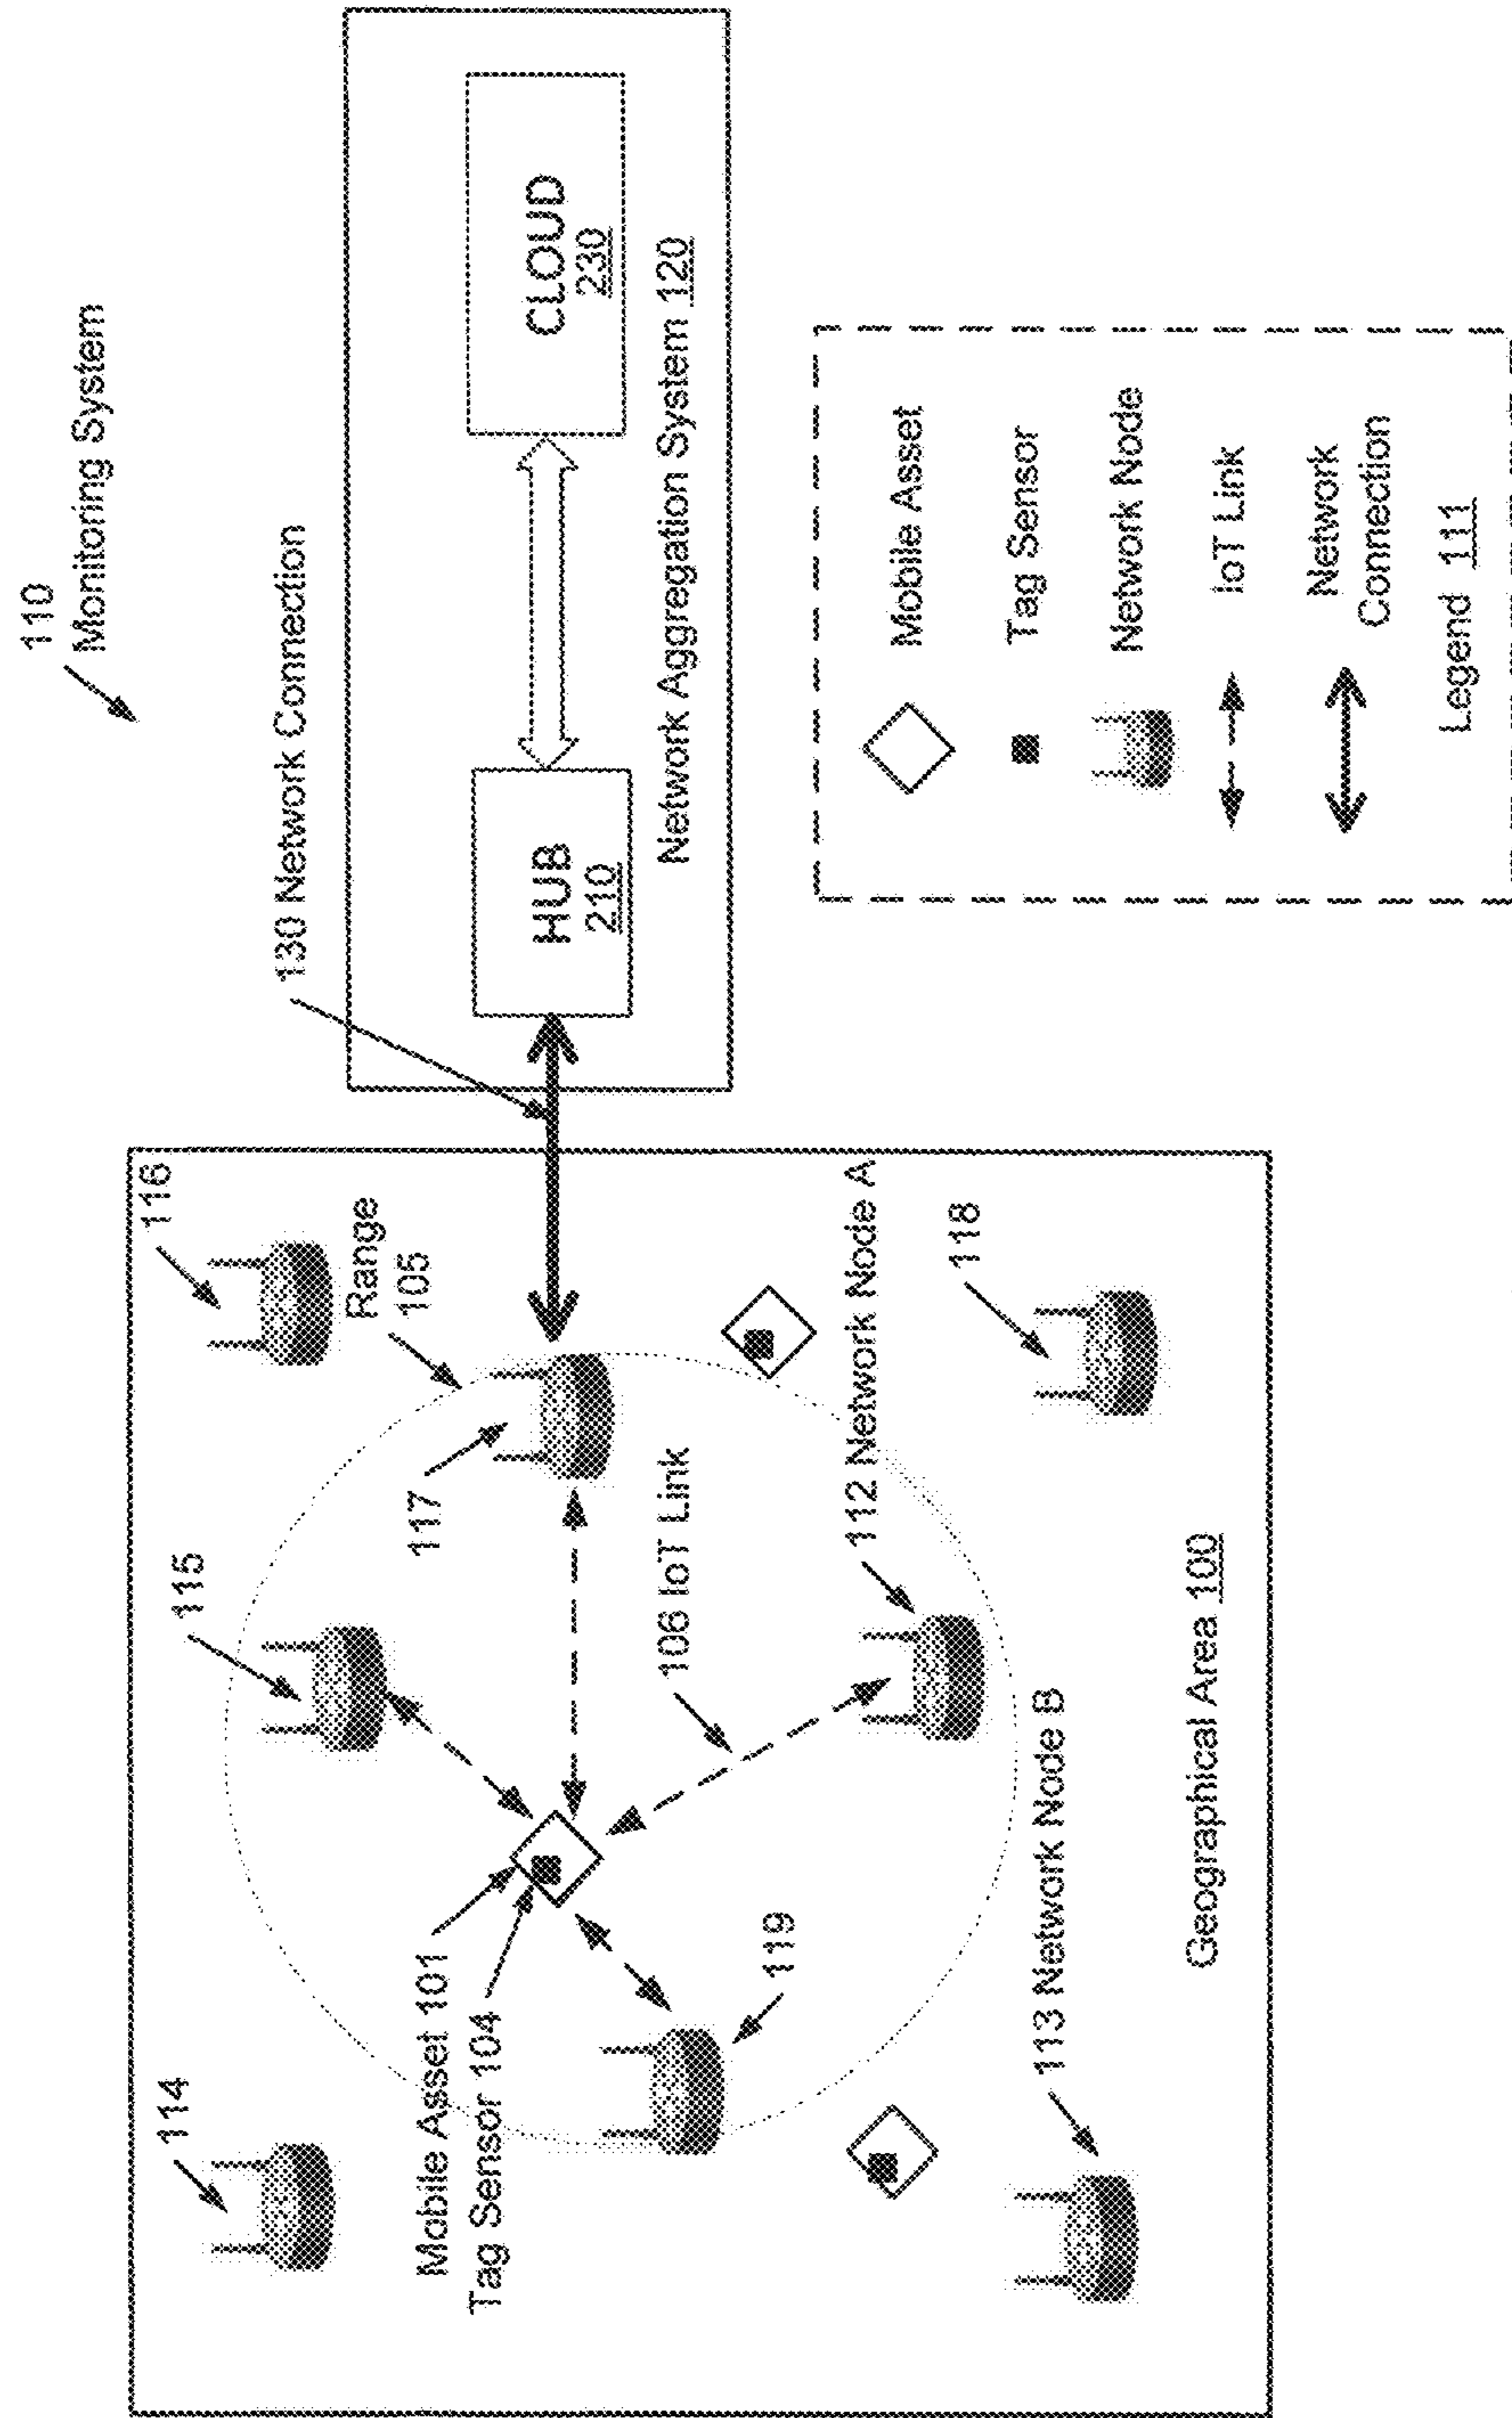 110
Monitoring System
130 Network Connection
116
Range
105
115
117
114
Mobile Asset 101
Tag Sensor 104
106 IoT Link
119
112 Network Node A
118
113 Network Node B
Geographical Area 100
HUB
210
CLOUD
230
Network Aggregation System 120
Mobile Asset
Tag Sensor
Network Node
IoT Link
Network
Connection
Legend 111